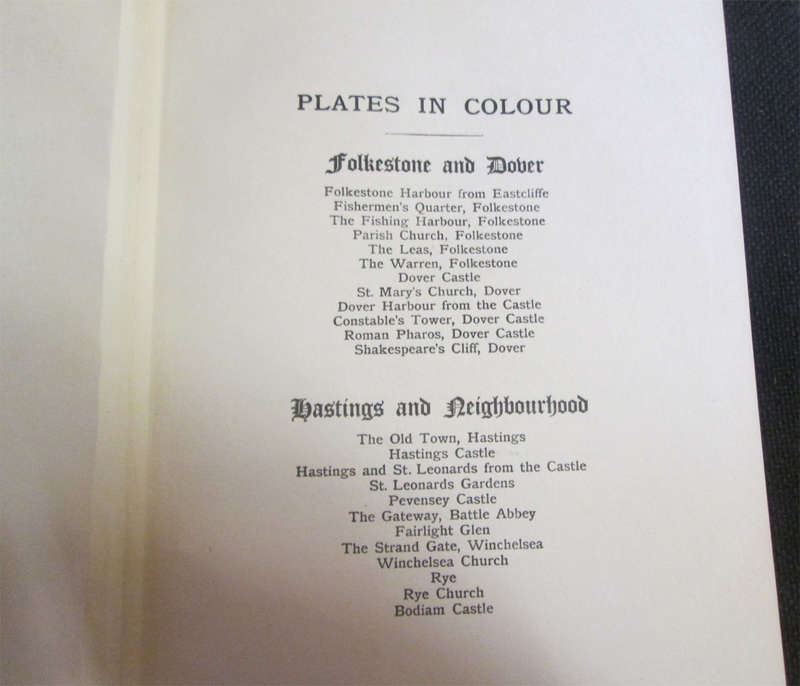 PLATES IN COLOUR
Folkestone and Dover
Folkestone Harbour from Eastcliffe
Fishermen's Quarter, Folkestone
The Fishing Harbour, Folkestone
Parish Church, Folkestone
The Leas, Folkestone
The Warren, Folkestone
Dover Castle
St. Mary's Church, Dover
Dover Harbour from the Castle
Constable's Tower, Dover Castle
Roman Pharos, Dover Castle
Shakespeare's Cliff, Dover
Hastings and Neighbourhood
The Old Town, Hastings
Hastings Castle
Hastings and St. Leonards from the Castle
St. Leonards Gardens
Pevensey Castle
The Gateway, Battle Abbey
Fairlight Glen
The Strand Gate, Winchelsea
Winchelsea Church
Rye
Rye Church
Bodiam Castle